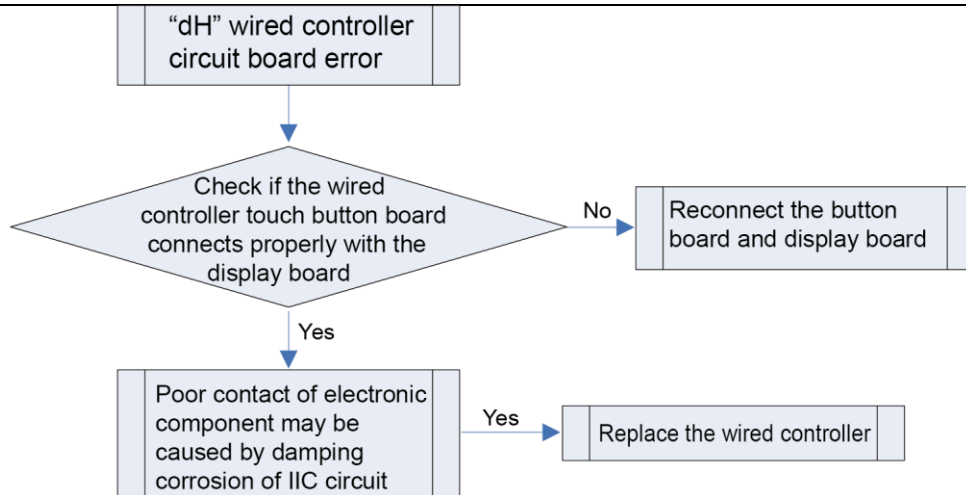 “dH” wired controller
circuit board error
Check if the wired
controller touch button board
connects properly with the
display board
No
Reconnect the button
board and display board
Yes
Poor contact of electronic
component may be
caused by damping
corrosion of IIC circuit
Yes
Replace the wired controller